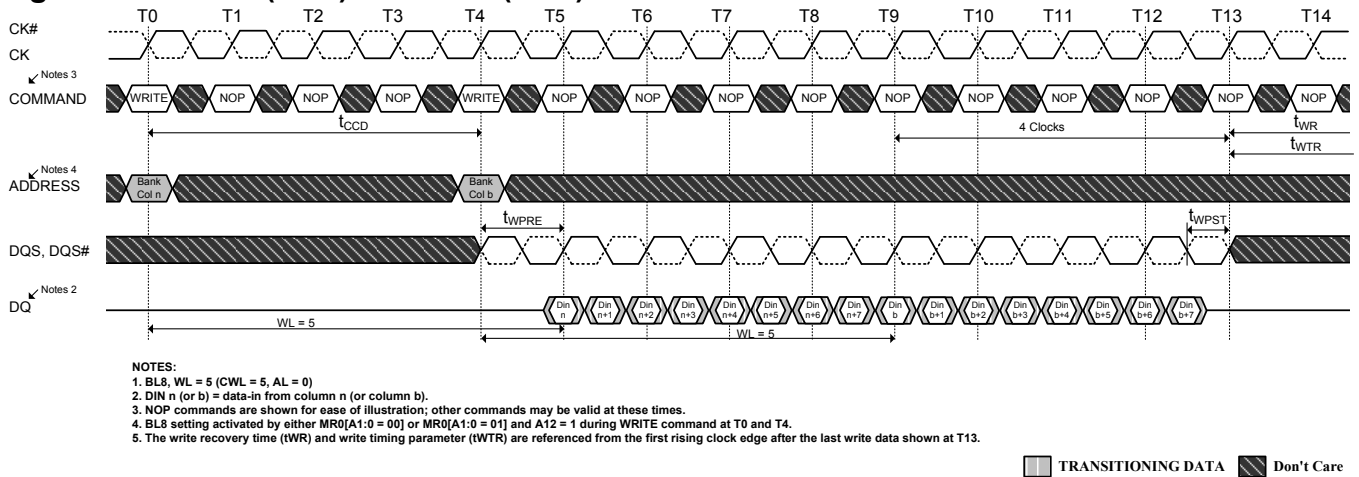 T0 T1 T2 T3 T4 T5 T6 T7 T8 T9 T10 T11 T12 T13 T14
CK#
CK
Notes 3
COMMAND WRITE NOP NOP NOP WRITE NOP NOP NOP NOP NOP NOP NOP NOP NOP NOP
tCCD 4 Clocks tWR
tWTR
Notes 4
ADDRESS
Bank Col n
Bank Col b
tWPRE tWPST
DQS, DQS#
Notes 2
DQ
Din n
Din n+1
Din n+2
Din n+3
Din n+4
Din n+5
Din n+6
Din n+7
Din b
Din b+1
Din b+2
Din b+3
Din b+4
Din b+5
Din b+6
Din b+7
WL = 5
WL = 5
NOTES:
1. BL8, WL = 5 (CWL = 5, AL = 0)
2. DIN n (or b) = data-in from column n (or column b).
3. NOP commands are shown for ease of illustration; other commands may be valid at these times.
4. BL8 setting activated by either MR0[A1:0 = 00] or MR0[A1:0 = 01] and A12 = 1 during WRITE command at T0 and T4.
5. The write recovery time (tWR) and write timing parameter (tWTR) are referenced from the first rising clock edge after the last write data shown at T13.
TRANSITIONING DATA Don't Care